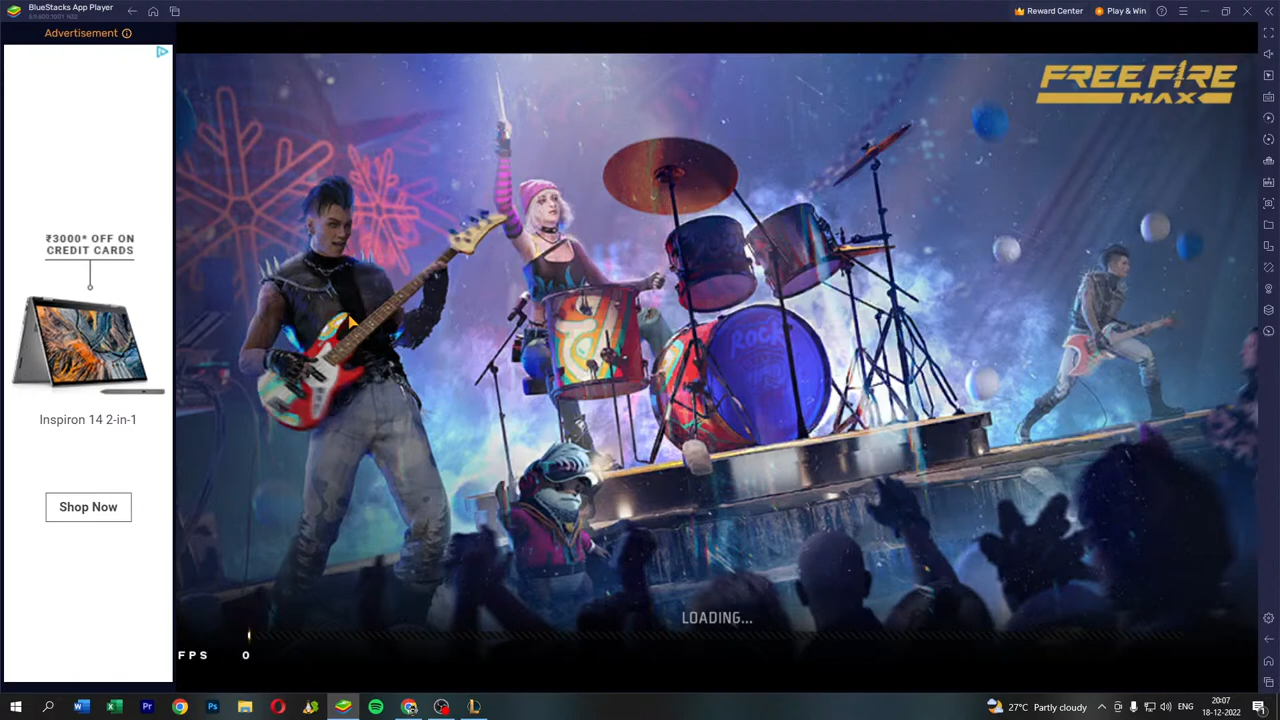 BlueStacks App Player
Reward Center
Play & Win
Advertisement
FREE FIRE
MAX
₹3000* OFF ON
CREDIT CARDS
ROCK
Inspiron 14 2-in-1
Shop Now
LOADING...
FPS 0
27°C Partly cloudy
ENG
20:07
18-12-2022